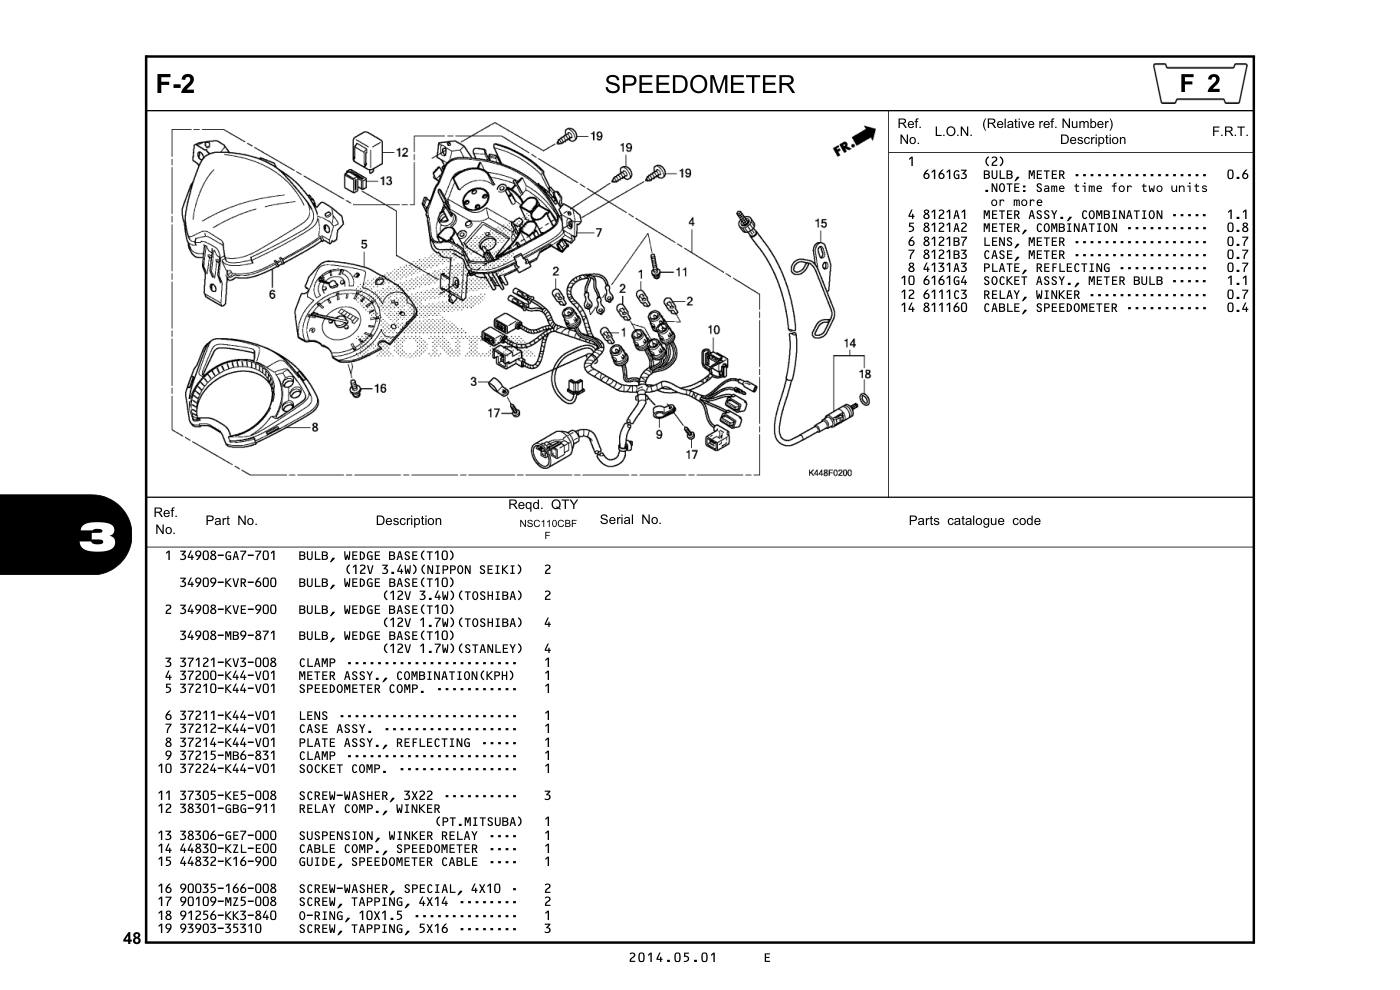 F-2
SPEEDOMETER
F 2
FR.
19
12
19
13
19
4
7
15
5
2
1
11
6
2
2
1
10
14
18
3
16
17
8
9
17
K448F0200
Ref. No. L.O.N. (Relative ref. Number) Description F.R.T.
1 (2)
6161G3 BULB, METER ------------------ 0.6
.NOTE: Same time for two units
or more
4 8121A1 METER ASSY., COMBINATION ----- 1.1
5 8121A2 METER, COMBINATION ----------- 0.8
6 8121B7 LENS, METER ------------------ 0.7
7 8121B3 CASE, METER ------------------ 0.7
8 4131A3 PLATE, REFLECTING ------------ 0.7
10 6161G4 SOCKET ASSY., METER BULB ----- 1.1
12 6111C3 RELAY, WINKER ---------------- 0.7
14 811160 CABLE, SPEEDOMETER ----------- 0.4
3
Ref. No. Part No. Description Reqd. QTY NSC110CBF F Serial No. Parts catalogue code
1 34908-GA7-701 BULB, WEDGE BASE(T10)
(12V 3.4W)(NIPPON SEIKI) 2
34909-KVR-600 BULB, WEDGE BASE(T10)
(12V 3.4W)(TOSHIBA) 2
2 34908-KVE-900 BULB, WEDGE BASE(T10)
(12V 1.7W)(TOSHIBA) 4
34908-MB9-871 BULB, WEDGE BASE(T10)
(12V 1.7W)(STANLEY) 4
3 37121-KV3-008 CLAMP ----------------------- 1
4 37200-K44-V01 METER ASSY., COMBINATION(KPH) 1
5 37210-K44-V01 SPEEDOMETER COMP. ----------- 1
6 37211-K44-V01 LENS ------------------------ 1
7 37212-K44-V01 CASE ASSY. ------------------ 1
8 37214-K44-V01 PLATE ASSY., REFLECTING ----- 1
9 37215-MB6-831 CLAMP ----------------------- 1
10 37224-K44-V01 SOCKET COMP. ---------------- 1
11 37305-KE5-008 SCREW-WASHER, 3X22 ---------- 3
12 38301-GBG-911 RELAY COMP., WINKER
(PT.MITSUBA) 1
13 38306-GE7-000 SUSPENSION, WINKER RELAY ---- 1
14 44830-KZL-E00 CABLE COMP., SPEEDOMETER ---- 1
15 44832-K16-900 GUIDE, SPEEDOMETER CABLE ---- 1
16 90035-166-008 SCREW-WASHER, SPECIAL, 4X10 - 2
17 90109-MZ5-008 SCREW, TAPPING, 4X14 -------- 2
18 91256-KK3-840 O-RING, 10X1.5 -------------- 1
19 93903-35310 SCREW, TAPPING, 5X16 -------- 3
48
2014.05.01 E